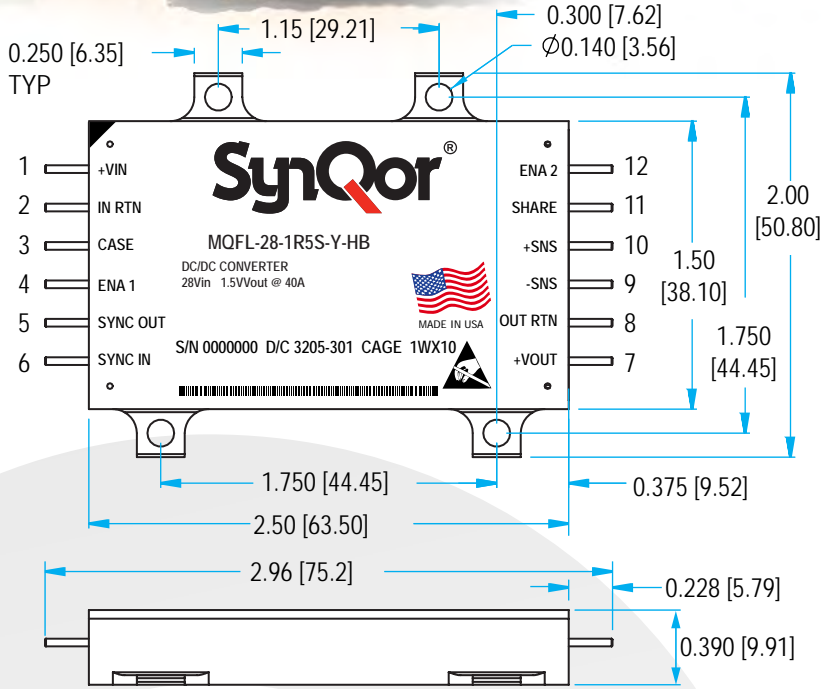 1.15 [29.21]
0.300 [7.62]
0.250 [6.35]
TYP
Ø0.140 [3.56]
SynQor®
1 +VIN
2 IN RTN
3 CASE
4 ENA 1
5 SYNC OUT
6 SYNC IN
MQFL-28-1R5S-Y-HB
DC/DC CONVERTER
28Vin 1.5VVout @ 40A
MADE IN USA
S/N 0000000 D/C 3205-301 CAGE 1WX10
ENA 2 12
SHARE 11
+SNS 10
-SNS 9
OUT RTN 8
+VOUT 7
2.00
[50.80]
1.50
[38.10]
1.750
[44.45]
1.750 [44.45]
0.375 [9.52]
2.50 [63.50]
2.96 [75.2]
0.228 [5.79]
0.390 [9.91]